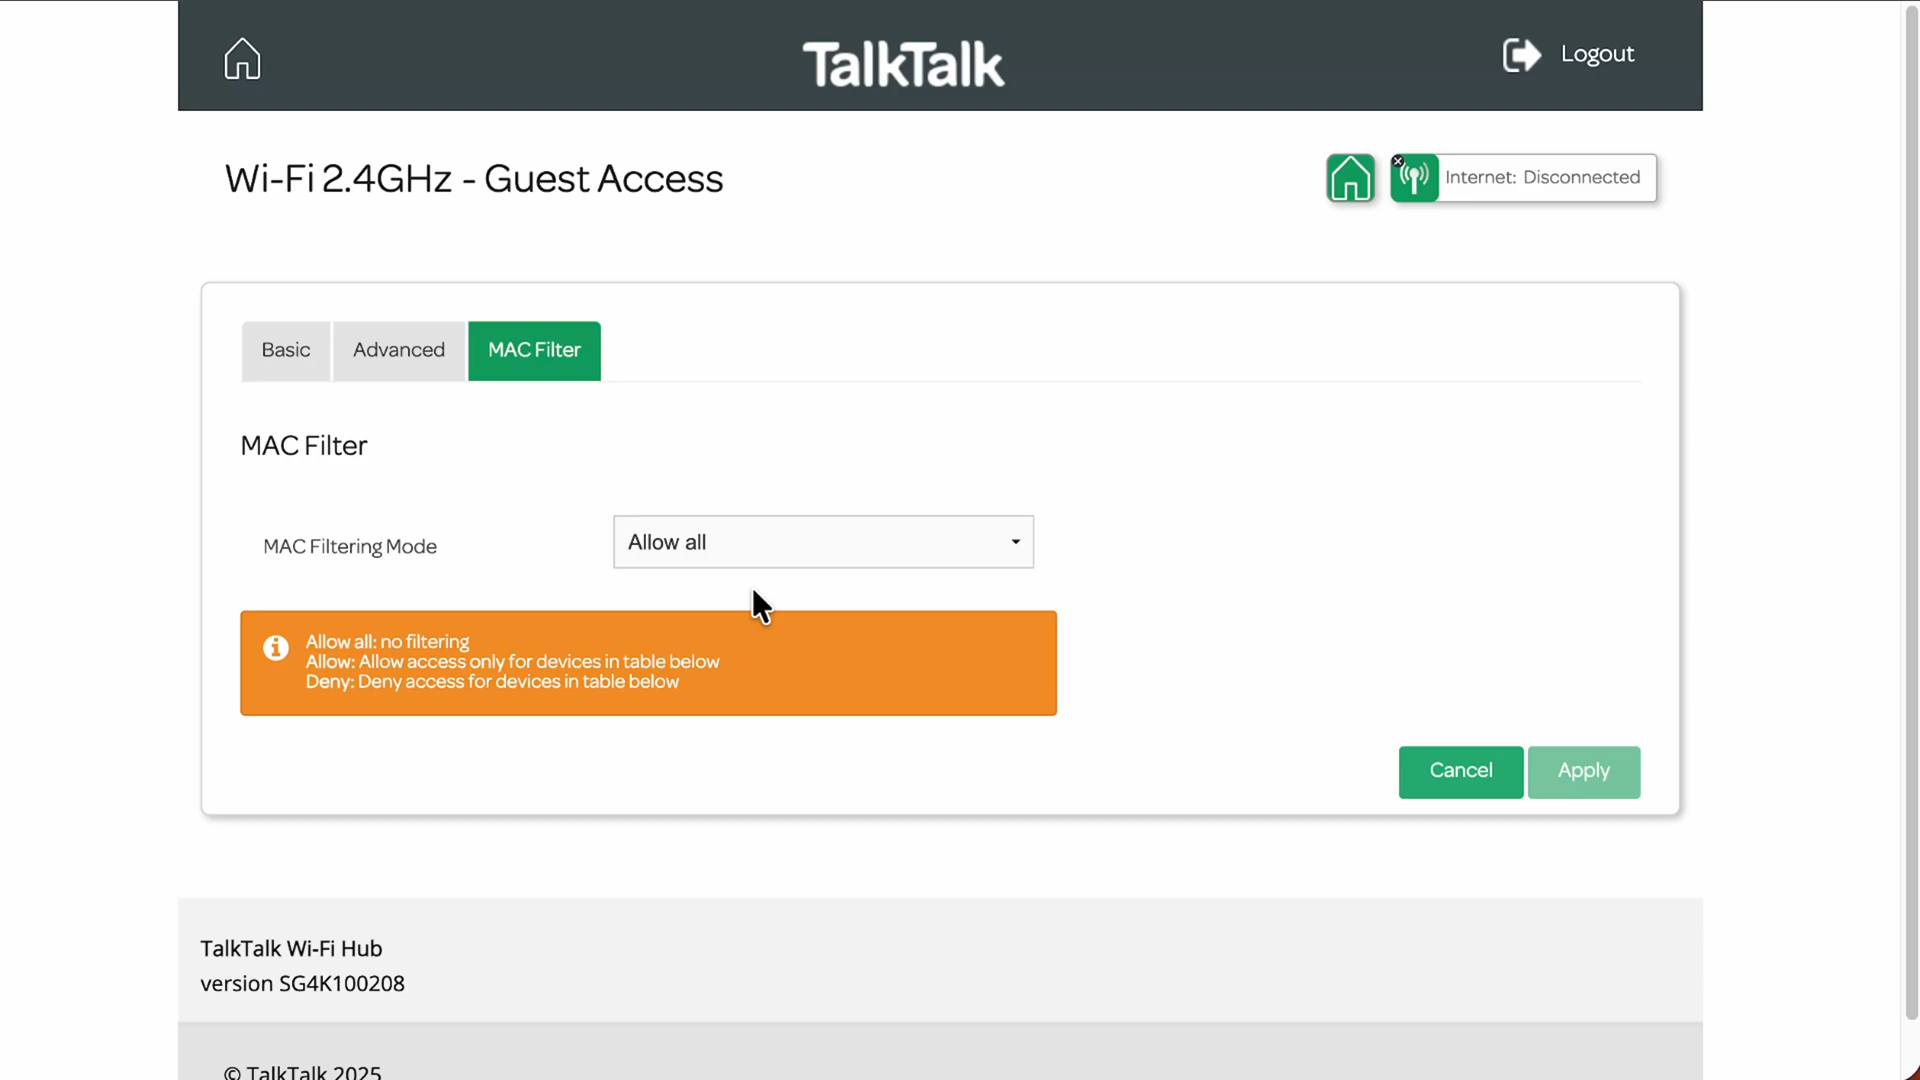 TalkTalk
Logout
Wi-Fi 2.4GHz - Guest Access
Internet: Disconnected
Basic
Advanced
MAC Filter
MAC Filter
MAC Filtering Mode
Allow all
Allow all: no filtering
Allow: Allow access only for devices in table below
Deny: Deny access for devices in table below
Cancel
Apply
TalkTalk Wi-Fi Hub
version SG4K100208
© TalkTalk 2025